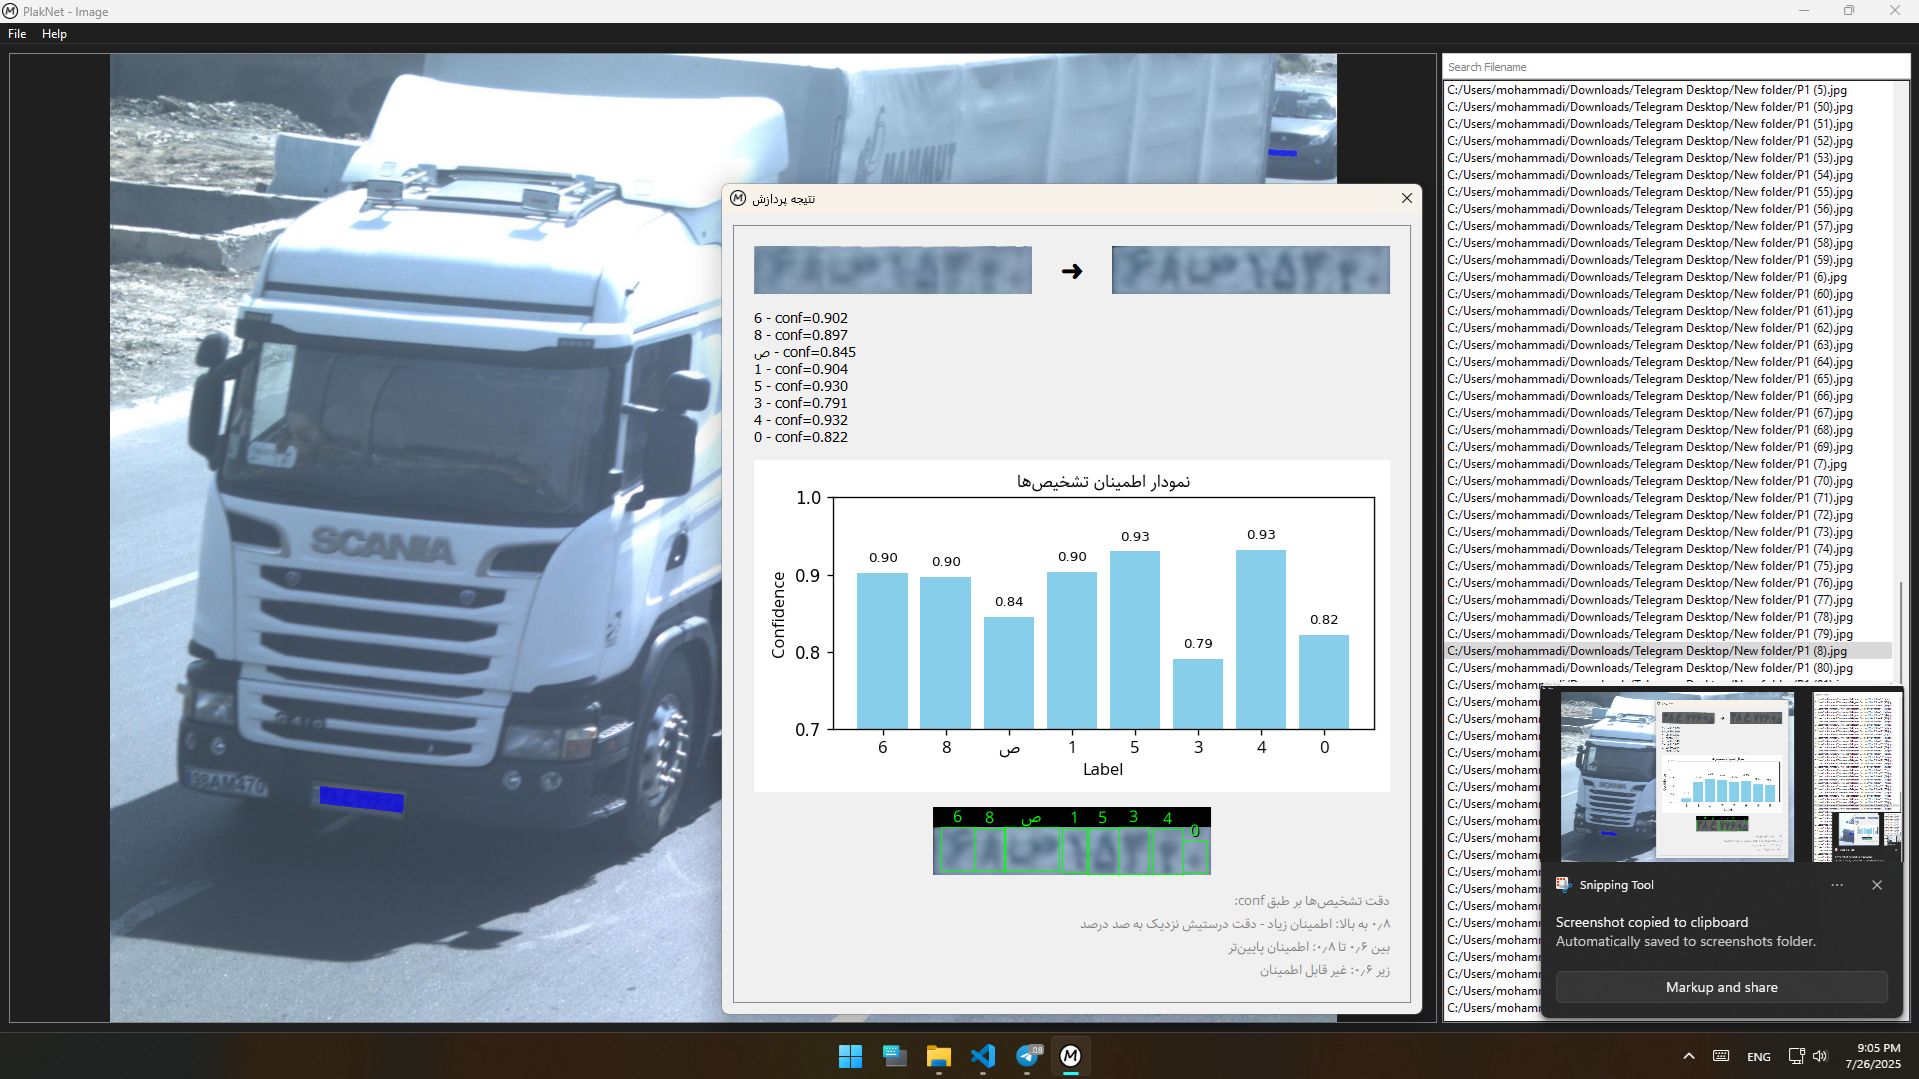 PlakNet - Image
File Help
MAMMUT
SCANIA
G 410
نتیجه پردازش
۶۸ص۱۵۳۴۰
6 - conf=0.902
8 - conf=0.897
ص - conf=0.845
1 - conf=0.904
5 - conf=0.930
3 - conf=0.791
4 - conf=0.932
0 - conf=0.822
نمودار اطمینان تشخیص‌ها
Confidence
1.0
0.9
0.8
0.7
0.90 0.90 0.84 0.90 0.93 0.79 0.93 0.82
6 8 ص 1 5 3 4 0
Label
6 8 ص 1 5 3 4 0
دقت تشخیص‌ها بر طبق conf:
۰٫۸ به بالا: اطمینان زیاد - دقت درستیش نزدیک به صد درصد
بین ۰٫۶ تا ۰٫۸: اطمینان پایین‌تر
زیر ۰٫۶: غیر قابل اطمینان
Search Filename
C:/Users/mohammadi/Downloads/Telegram Desktop/New folder/P1 (5).jpg
C:/Users/mohammadi/Downloads/Telegram Desktop/New folder/P1 (50).jpg
C:/Users/mohammadi/Downloads/Telegram Desktop/New folder/P1 (51).jpg
C:/Users/mohammadi/Downloads/Telegram Desktop/New folder/P1 (52).jpg
C:/Users/mohammadi/Downloads/Telegram Desktop/New folder/P1 (53).jpg
C:/Users/mohammadi/Downloads/Telegram Desktop/New folder/P1 (54).jpg
C:/Users/mohammadi/Downloads/Telegram Desktop/New folder/P1 (55).jpg
C:/Users/mohammadi/Downloads/Telegram Desktop/New folder/P1 (56).jpg
C:/Users/mohammadi/Downloads/Telegram Desktop/New folder/P1 (57).jpg
C:/Users/mohammadi/Downloads/Telegram Desktop/New folder/P1 (58).jpg
C:/Users/mohammadi/Downloads/Telegram Desktop/New folder/P1 (59).jpg
C:/Users/mohammadi/Downloads/Telegram Desktop/New folder/P1 (6).jpg
C:/Users/mohammadi/Downloads/Telegram Desktop/New folder/P1 (60).jpg
C:/Users/mohammadi/Downloads/Telegram Desktop/New folder/P1 (61).jpg
C:/Users/mohammadi/Downloads/Telegram Desktop/New folder/P1 (62).jpg
C:/Users/mohammadi/Downloads/Telegram Desktop/New folder/P1 (63).jpg
C:/Users/mohammadi/Downloads/Telegram Desktop/New folder/P1 (64).jpg
C:/Users/mohammadi/Downloads/Telegram Desktop/New folder/P1 (65).jpg
C:/Users/mohammadi/Downloads/Telegram Desktop/New folder/P1 (66).jpg
C:/Users/mohammadi/Downloads/Telegram Desktop/New folder/P1 (67).jpg
C:/Users/mohammadi/Downloads/Telegram Desktop/New folder/P1 (68).jpg
C:/Users/mohammadi/Downloads/Telegram Desktop/New folder/P1 (69).jpg
C:/Users/mohammadi/Downloads/Telegram Desktop/New folder/P1 (7).jpg
C:/Users/mohammadi/Downloads/Telegram Desktop/New folder/P1 (70).jpg
C:/Users/mohammadi/Downloads/Telegram Desktop/New folder/P1 (71).jpg
C:/Users/mohammadi/Downloads/Telegram Desktop/New folder/P1 (72).jpg
C:/Users/mohammadi/Downloads/Telegram Desktop/New folder/P1 (73).jpg
C:/Users/mohammadi/Downloads/Telegram Desktop/New folder/P1 (74).jpg
C:/Users/mohammadi/Downloads/Telegram Desktop/New folder/P1 (75).jpg
C:/Users/mohammadi/Downloads/Telegram Desktop/New folder/P1 (76).jpg
C:/Users/mohammadi/Downloads/Telegram Desktop/New folder/P1 (77).jpg
C:/Users/mohammadi/Downloads/Telegram Desktop/New folder/P1 (78).jpg
C:/Users/mohammadi/Downloads/Telegram Desktop/New folder/P1 (79).jpg
C:/Users/mohammadi/Downloads/Telegram Desktop/New folder/P1 (8).jpg
C:/Users/mohammadi/Downloads/Telegram Desktop/New folder/P1 (80).jpg
Snipping Tool
Screenshot copied to clipboard
Automatically saved to screenshots folder.
Markup and share
ENG
9:05 PM
7/26/2025